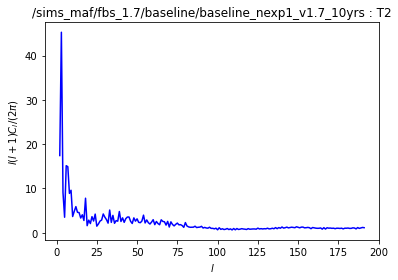 /sims_maf/fbs_1.7/baseline/baseline_nexp1_v1.7_10yrs : T2
40
30
20
10
0
l(l + 1)C_l/(2π)
0 25 50 75 100 125 150 175 200
l